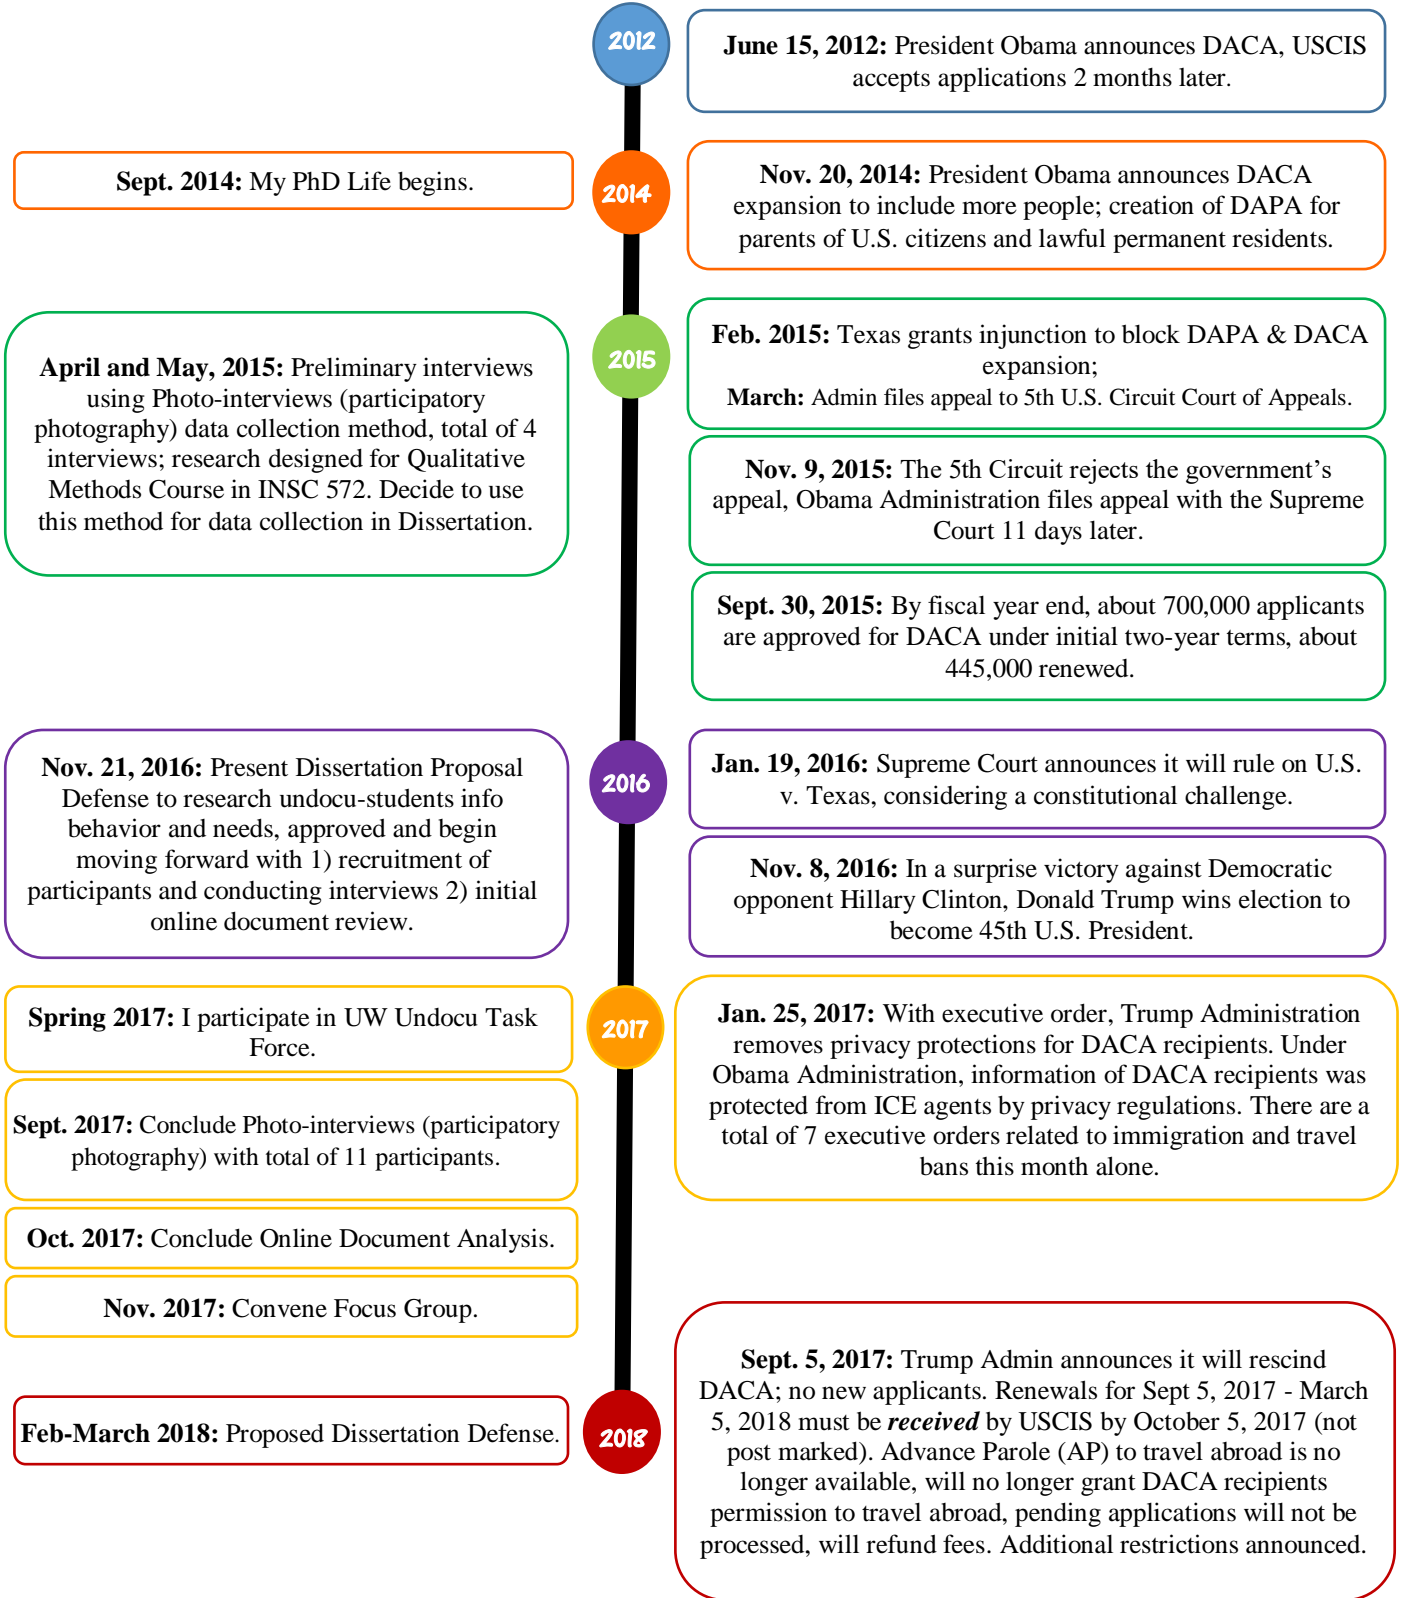 2012
June 15, 2012: President Obama announces DACA, USCIS
accepts applications 2 months later.
Sept. 2014: My PhD Life begins.
2014
Nov. 20, 2014: President Obama announces DACA
expansion to include more people; creation of DAPA for
parents of U.S. citizens and lawful permanent residents.
April and May, 2015: Preliminary interviews
using Photo-interviews (participatory
photography) data collection method, total of 4
interviews; research designed for Qualitative
Methods Course in INSC 572. Decide to use
this method for data collection in Dissertation.
2015
Feb. 2015: Texas grants injunction to block DAPA & DACA
expansion;
March: Admin files appeal to 5th U.S. Circuit Court of Appeals.
Nov. 9, 2015: The 5th Circuit rejects the government’s
appeal, Obama Administration files appeal with the Supreme
Court 11 days later.
Sept. 30, 2015: By fiscal year end, about 700,000 applicants
are approved for DACA under initial two-year terms, about
445,000 renewed.
Nov. 21, 2016: Present Dissertation Proposal
Defense to research undocu-students info
behavior and needs, approved and begin
moving forward with 1) recruitment of
participants and conducting interviews 2) initial
online document review.
2016
Jan. 19, 2016: Supreme Court announces it will rule on U.S.
v. Texas, considering a constitutional challenge.
Nov. 8, 2016: In a surprise victory against Democratic
opponent Hillary Clinton, Donald Trump wins election to
become 45th U.S. President.
Spring 2017: I participate in UW Undocu Task
Force.
Sept. 2017: Conclude Photo-interviews (participatory
photography) with total of 11 participants.
Oct. 2017: Conclude Online Document Analysis.
Nov. 2017: Convene Focus Group.
2017
Jan. 25, 2017: With executive order, Trump Administration
removes privacy protections for DACA recipients. Under
Obama Administration, information of DACA recipients was
protected from ICE agents by privacy regulations. There are a
total of 7 executive orders related to immigration and travel
bans this month alone.
Feb-March 2018: Proposed Dissertation Defense.
2018
Sept. 5, 2017: Trump Admin announces it will rescind
DACA; no new applicants. Renewals for Sept 5, 2017 - March
5, 2018 must be received by USCIS by October 5, 2017 (not
post marked). Advance Parole (AP) to travel abroad is no
longer available, will no longer grant DACA recipients
permission to travel abroad, pending applications will not be
processed, will refund fees. Additional restrictions announced.